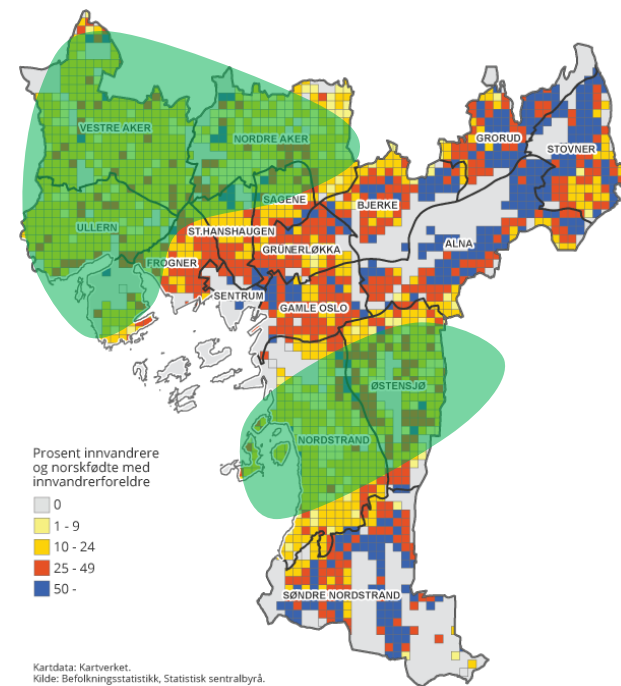 VESTRE AKER
NORDRE AKER
GRORUD
STOVNER
SAGENE
BJERKE
ULLERN
ST.HANSHAUGEN
GRÜNERLØKKA
ALNA
FROGNER
SENTRUM
GAMLE OSLO
ØSTENSJØ
NORDSTRAND
SØNDRE NORDSTRAND
Prosent innvandrere
og norskfødte med
innvandrerforeldre
0
1 - 9
10 - 24
25 - 49
50 -
Kartdata: Kartverket.
Kilde: Befolkningsstatistikk, Statistisk sentralbyrå.